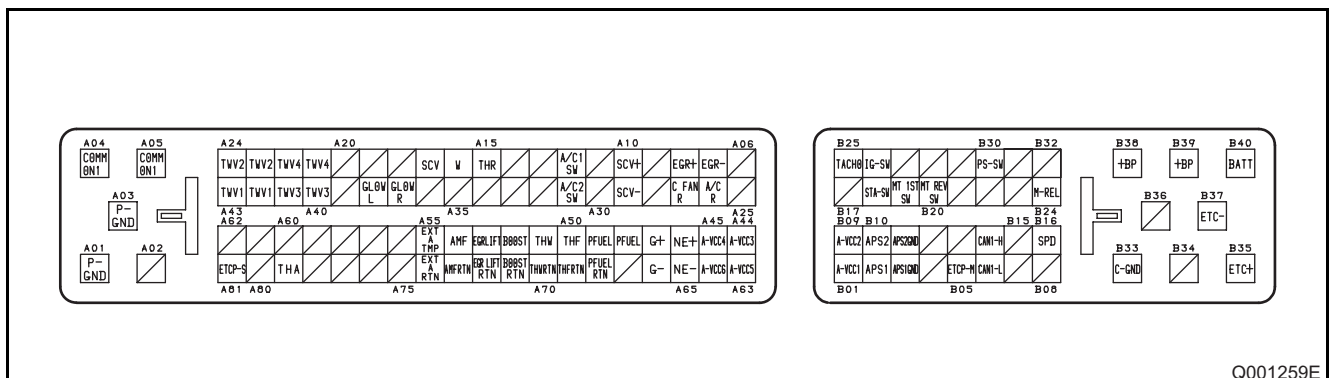 A04 A05 A24 A20 A15 A10 A06
COMM ON1 COMM ON1 TWV2 TWV2 TWV4 TWV4 SCV W THR A/C1 SW SCV+ EGR+ EGR-
A03
P-GND
TWV1 TWV1 TWV3 TWV3 GLOW L GLOW R A/C2 SW SCV- C FAN R A/C R
A43 A40 A35 A30 A25
A62 A60 A55 A50 A45 A44
A01 A02
P-GND
EXT A TMP AMF EGRLIFT BOOST THW THF PFUEL PFUEL G+ NE+ A-VCC4 A-VCC3
ETCP-S THA EXT A RTN AMFRTN EGR LIFT RTN BOOST RTN THWRTN THFRTN PFUEL RTN G- NE- A-VCC6 A-VCC5
A81 A80 A75 A70 A65 A63
B25 B30 B32 B38 B39 B40
TACHO IG-SW PS-SW +BP +BP BATT
STA-SW MT 1ST SW MT REV SW M-REL
B17 B20 B24
B36 B37
ETC-
B09 B10 B15 B16
A-VCC2 APS2 APS2GND CAN1-H SPD
B33 B34 B35
C-GND ETC+
A-VCC1 APS1 APS1GND ETCP-M CAN1-L
B01 B05 B08
Q001259E